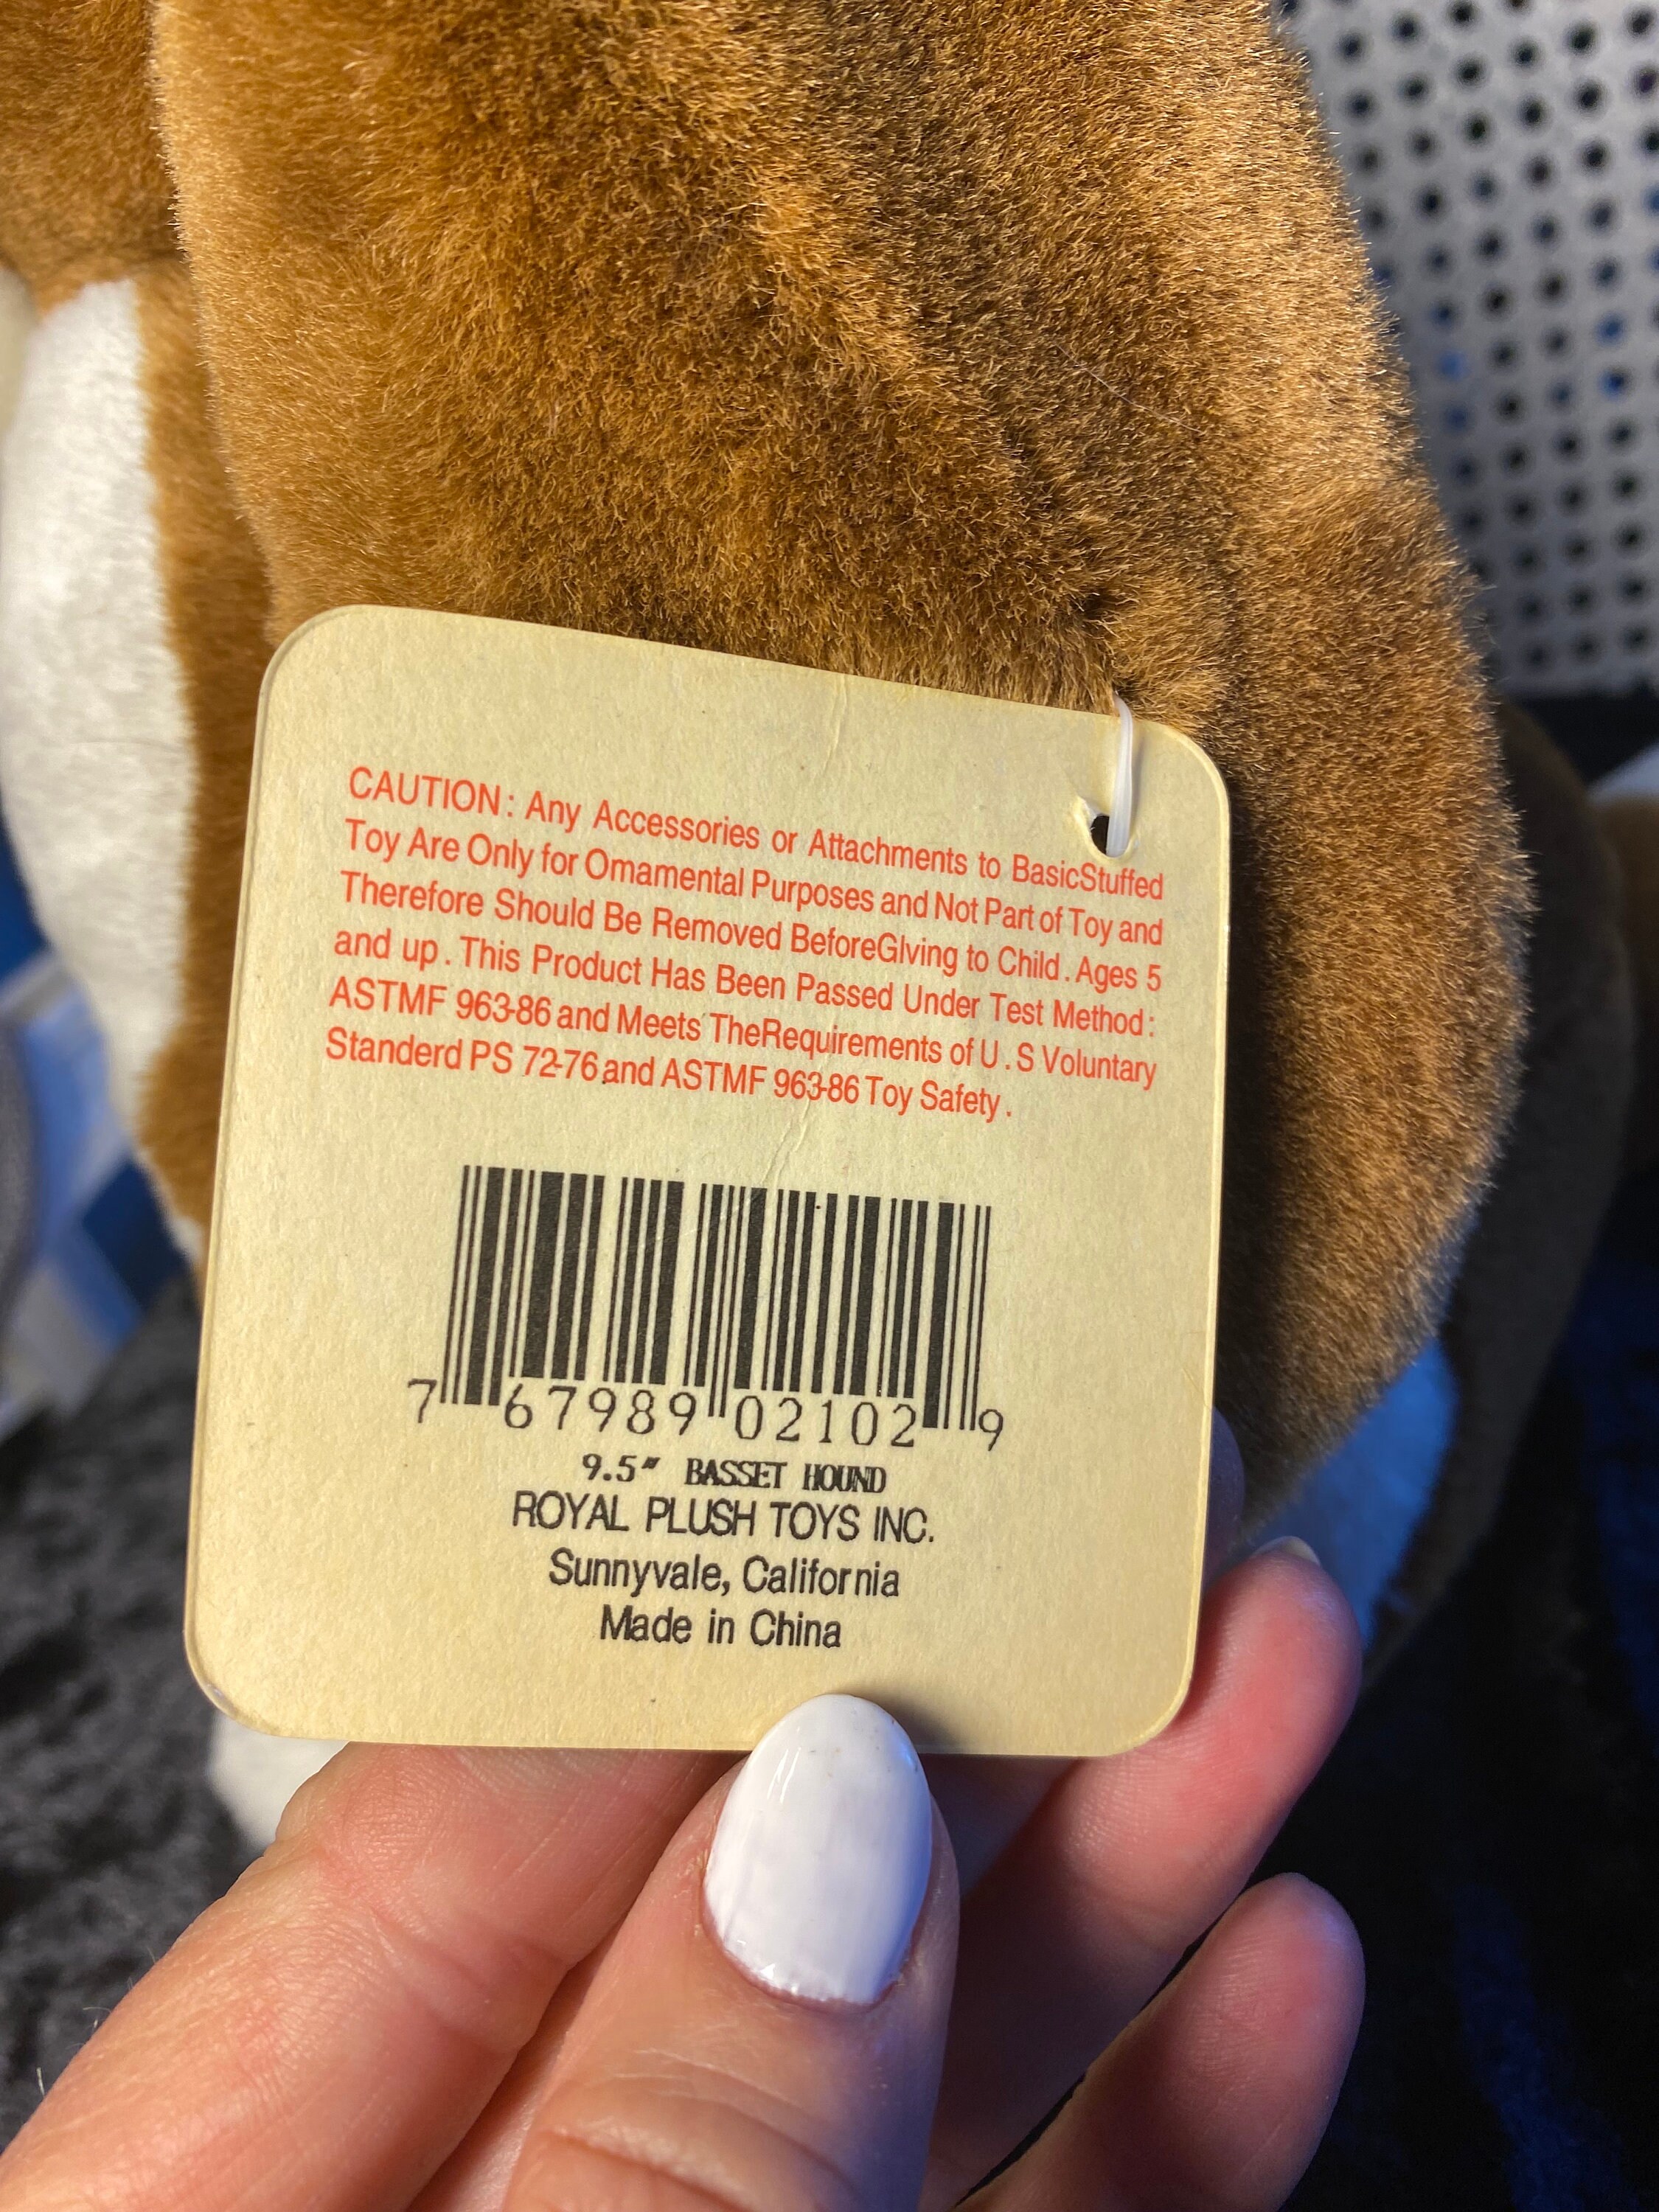 CAUTION: Any Accessories or Attachments to BasicStuffed
Toy Are Only for Omamental Purposes and Not Part of Toy and
Therefore Should Be Removed BeforeGlving to Child. Ages 5
and up. This Product Has Been Passed Under Test Method:
ASTMF 963-86 and Meets TheRequirements of U.S Voluntary
Standerd PS 72-76 and ASTMF 963-86 Toy Safety.
7 67989 02102 9
9.5" BASSET HOUND
ROYAL PLUSH TOYS INC.
Sunnyvale, California
Made in China